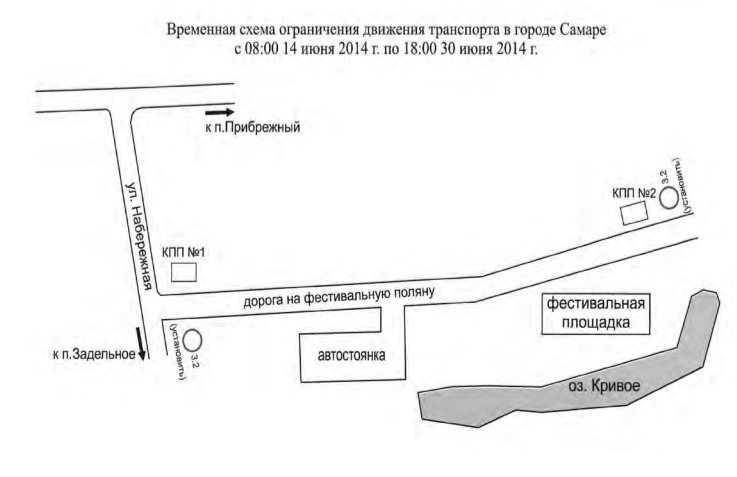 Временная схема ограничения движения транспорта в городе Самаре
с 08:00 14 июня 2014 г. по 18:00 30 июня 2014 г.
к п.Прибрежный
ул. Набережная
КПП №1
КПП №2
3.2
(установить)
дорога на фестивальную поляну
фестивальная
площадка
к п.Задельное
3.2
(установить)
автостоянка
оз. Кривое